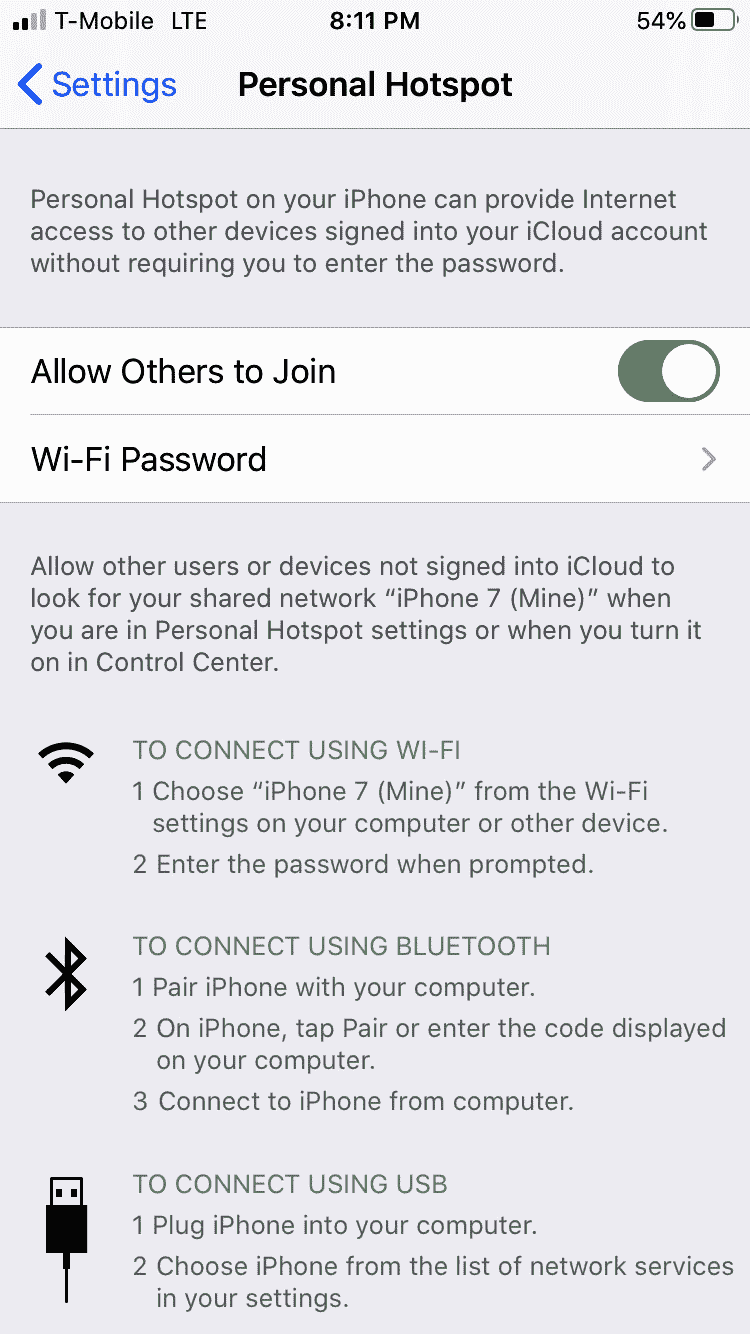 T-Mobile LTE 8:11 PM 54%
Settings Personal Hotspot
Personal Hotspot on your iPhone can provide Internet
access to other devices signed into your iCloud account
without requiring you to enter the password.
Allow Others to Join
Wi-Fi Password
Allow other users or devices not signed into iCloud to
look for your shared network “iPhone 7 (Mine)” when
you are in Personal Hotspot settings or when you turn it
on in Control Center.
TO CONNECT USING WI-FI
1 Choose “iPhone 7 (Mine)” from the Wi-Fi
settings on your computer or other device.
2 Enter the password when prompted.
TO CONNECT USING BLUETOOTH
1 Pair iPhone with your computer.
2 On iPhone, tap Pair or enter the code displayed
on your computer.
3 Connect to iPhone from computer.
TO CONNECT USING USB
1 Plug iPhone into your computer.
2 Choose iPhone from the list of network services
in your settings.